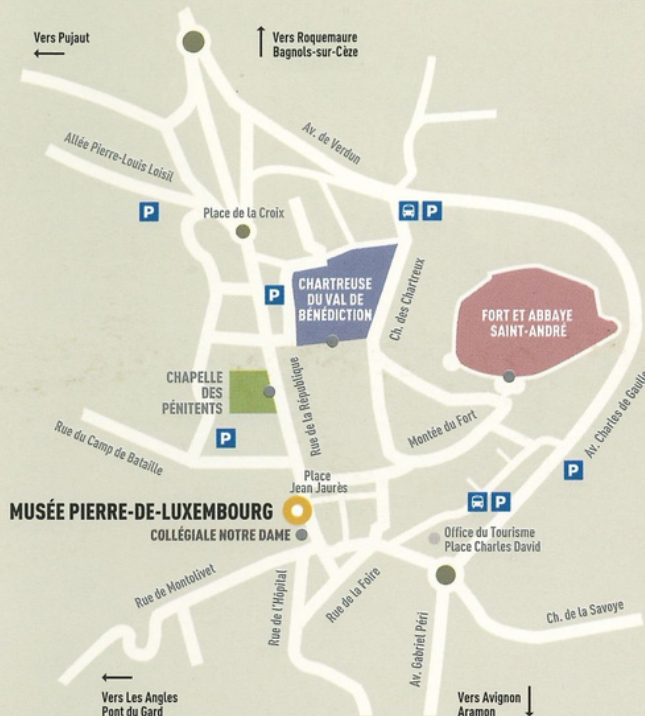 Vers Pujaut
Vers Roquemaure
Bagnols-sur-Cèze
Av. de Verdun
Allée Pierre-Louis Loisil
P
Place de la Croix
P
P
CHARTREUSE
DU VAL DE
BÉNÉDICTION
Ch. des Chartreux
FORT ET ABBAYE
SAINT-ANDRÉ
CHAPELLE
DES
PÉNITENTS
Rue de la République
Av. Charles de Gaulle
Rue du Camp de Bataille
P
Montée du Fort
P
Place
Jean Jaurès
P
MUSÉE PIERRE-DE-LUXEMBOURG
COLLÉGIALE NOTRE DAME
Office du Tourisme
Place Charles David
Rue de Montolivet
Rue de l'Hôpital
Rue de la Foire
Av. Gabriel Péri
Ch. de la Savoye
Vers Les Angles
Pont du Gard
Vers Avignon
Aramon